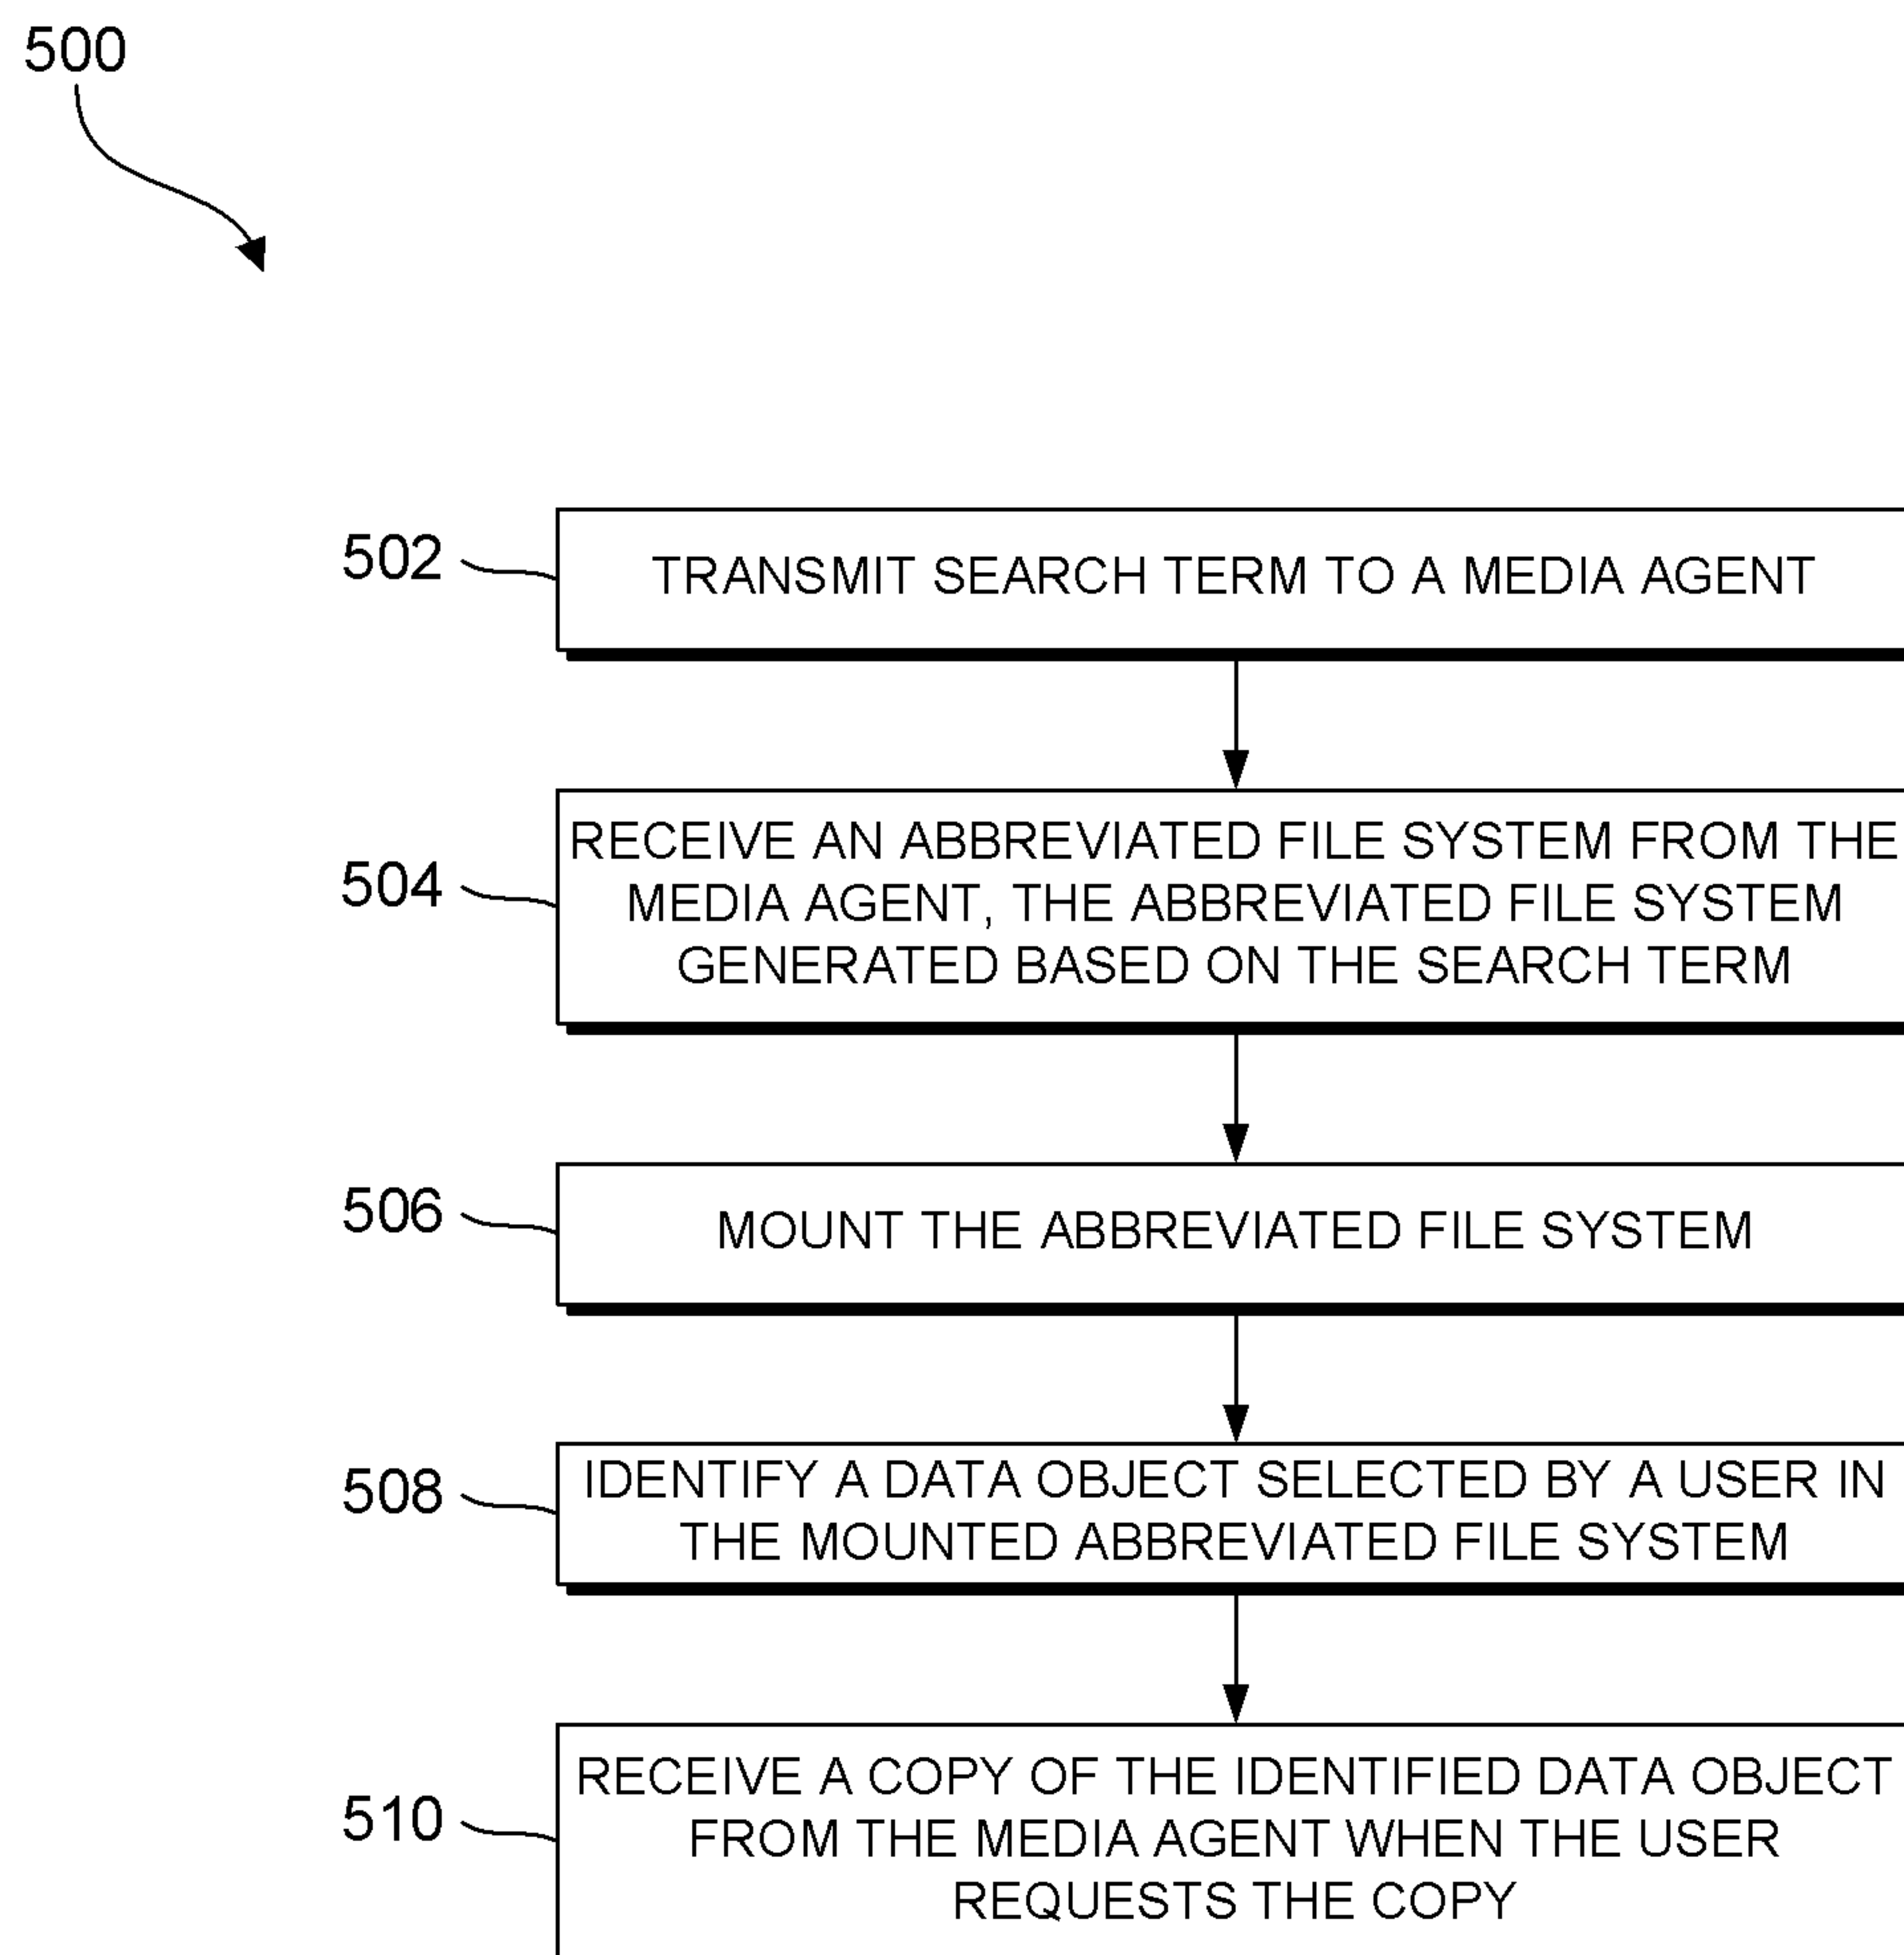 500
502
TRANSMIT SEARCH TERM TO A MEDIA AGENT
504
RECEIVE AN ABBREVIATED FILE SYSTEM FROM THE
MEDIA AGENT, THE ABBREVIATED FILE SYSTEM
GENERATED BASED ON THE SEARCH TERM
506
MOUNT THE ABBREVIATED FILE SYSTEM
508
IDENTIFY A DATA OBJECT SELECTED BY A USER IN
THE MOUNTED ABBREVIATED FILE SYSTEM
510
RECEIVE A COPY OF THE IDENTIFIED DATA OBJECT
FROM THE MEDIA AGENT WHEN THE USER
REQUESTS THE COPY